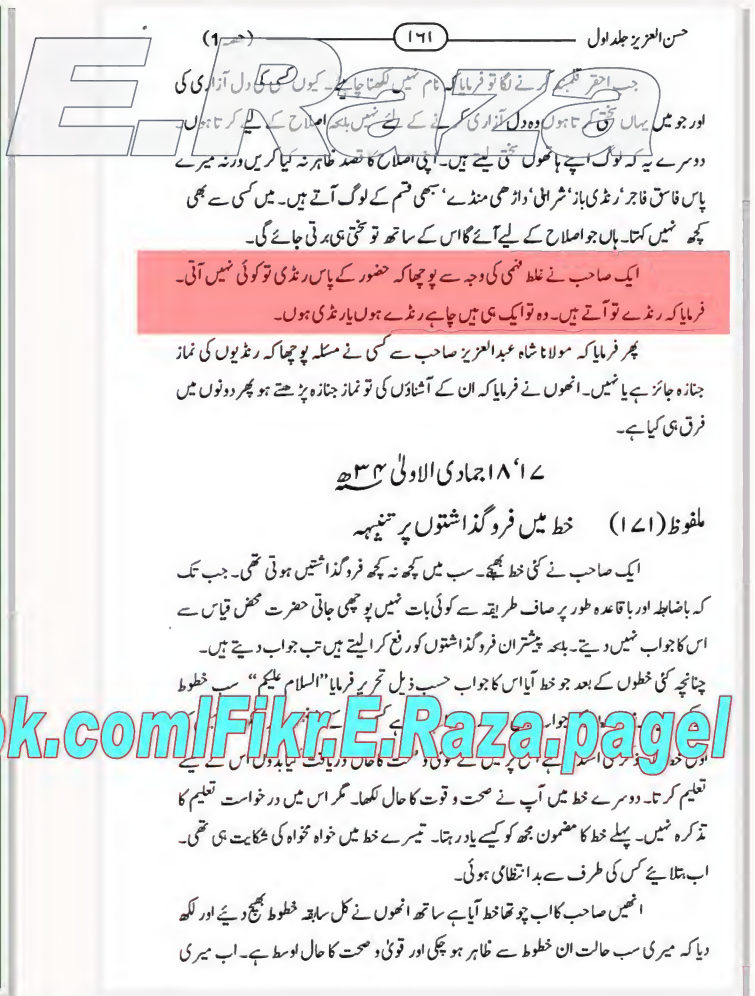 حسن العزیز جلد اول ۱۶۱ (حصہ 1)
E.Raza
جب احقر قلمبند کرنے لگا تو فرمایا کہ نام نہیں لکھنا چاہیئے۔ کیوں کسی کی دل آزاری کی
اور جو میں یہاں سختی کرتا ہوں وہ دل آزاری کرنے کے لئے نہیں بلکہ اصلاح کے لیے کرتا ہوں۔
دوسرے یہ کہ لوگ اپنے ہاتھوں سختی لیتے ہیں۔ اپنی اصلاح کا قصد ظاہر نہ کیا کریں ورنہ میرے
پاس فاسق فاجر‘ رنڈی باز‘ شرابی‘ داڑھی منڈے‘ سبھی قسم کے لوگ آتے ہیں۔ میں کسی سے بھی
کچھ نہیں کہتا۔ ہاں جو اصلاح کے لیے آئے گا اس کے ساتھ تو سختی ہی برتی جائے گی۔
ایک صاحب نے غلط فہمی کی وجہ سے پوچھا کہ حضور کے پاس رنڈی تو کوئی نہیں آتی۔
فرمایا کہ رنڈے تو آتے ہیں۔ وہ تو ایک ہی ہیں چاہے رنڈے ہوں یا رنڈی ہوں۔
پھر فرمایا کہ مولانا شاہ عبدالعزیز صاحب سے کسی نے مسئلہ پوچھا کہ رنڈیوں کی نماز
جنازہ جائز ہے یا نہیں۔ انھوں نے فرمایا کہ ان کے آشناؤں کی تو نماز جنازہ پڑھتے ہو پھر دونوں میں
فرق ہی کیا ہے۔
۱۷‘ ۱۸ جمادی الاولیٰ ۳۴ھ
ملفوظ (۱۷۱) خط میں فروگذاشتوں پر تنبیہہ
ایک صاحب نے کئی خط بھیجے۔ سب میں کچھ نہ کچھ فروگذاشتیں ہوتی تھی۔ جب تک
کہ باضابطہ اور باقاعدہ طور پر صاف طریقہ سے کوئی بات نہیں پوچھی جاتی حضرت محض قیاس سے
اس کا جواب نہیں دیتے۔ بلکہ پیشتر ان فروگذاشتوں کو رفع کرا لیتے ہیں تب جواب دیتے ہیں۔
چنانچہ کئی خطوں کے بعد جو خط آیا اس کا جواب حسب ذیل تحریر فرمایا “السلام علیکم” سب خطوط
ok.com/Fikr.E.Raza.page1
تعلیم کرتا۔ دوسرے خط میں آپ نے صحت و قوت کا حال لکھا۔ مگر اس میں درخواست تعلیم کا
تذکرہ نہیں۔ پہلے خط کا مضمون مجھ کو کیسے یاد رہتا۔ تیسرے خط میں خواہ مخواہ کی شکایت ہی تھی۔
اب بتلائیے کس کی طرف سے بد انتظامی ہوئی۔
انھیں صاحب کا اب چوتھا خط آیا ہے ساتھ انھوں نے کل سابقہ خطوط بھیج دیئے اور لکھ
دیا کہ میری سب حالت ان خطوط سے ظاہر ہو چکی اور قویٰ و صحت کا حال اوسط ہے۔ اب میری